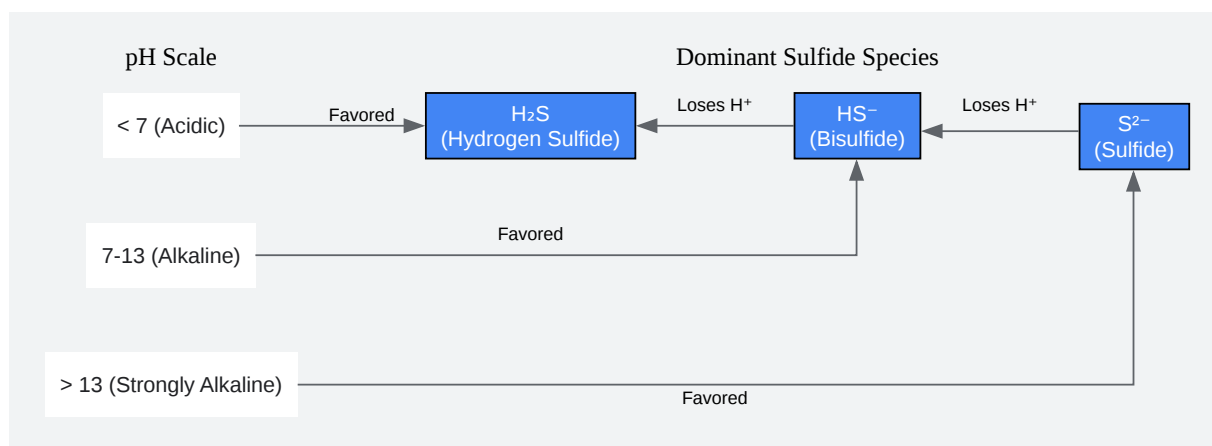 pH Scale
Dominant Sulfide Species
< 7 (Acidic)
Favored
H₂S
(Hydrogen Sulfide)
Loses H⁺
HS⁻
(Bisulfide)
Loses H⁺
S²⁻
(Sulfide)
7-13 (Alkaline)
Favored
> 13 (Strongly Alkaline)
Favored